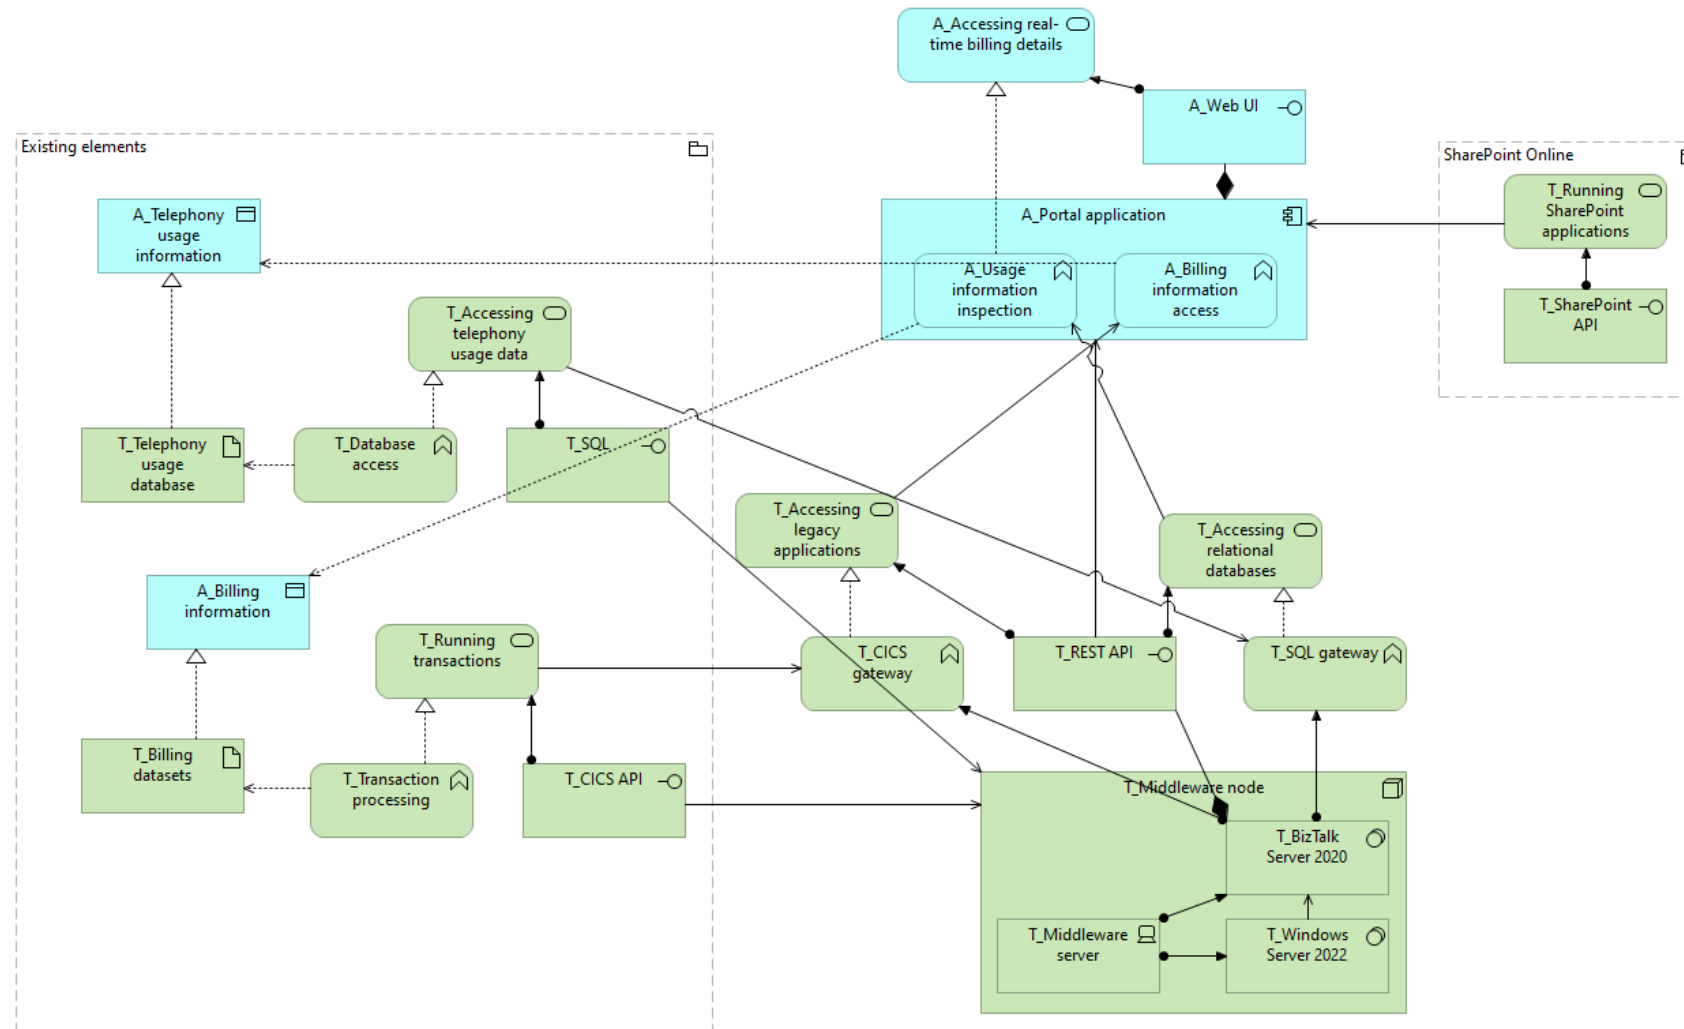 A_Accessing real-
time billing details
A_Web UI
Existing elements
SharePoint Online
A_Telephony
usage
information
A_Portal application
T_Running
SharePoint
applications
A_Usage
information
inspection
A_Billing
information
access
T_SharePoint
API
T_Accessing
telephony
usage data
T_Telephony
usage
database
T_Database
access
T_SQL
T_Accessing
legacy
applications
T_Accessing
relational
databases
A_Billing
information
T_Running
transactions
T_CICS
gateway
T_REST API
T_SQL gateway
T_Billing
datasets
T_Transaction
processing
T_CICS API
T_Middleware node
T_BizTalk
Server 2020
T_Middleware
server
T_Windows
Server 2022